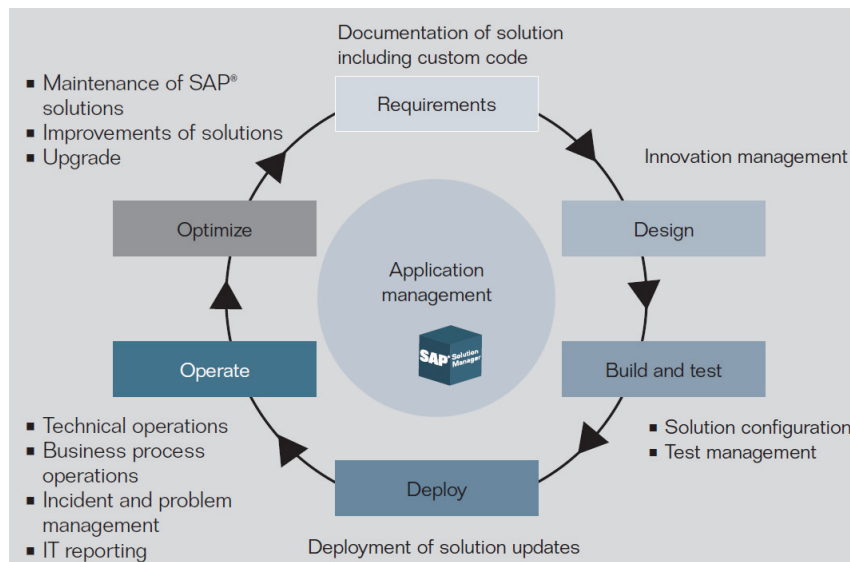 Documentation of solution
including custom code
Requirements
■ Maintenance of SAP®
solutions
■ Improvements of solutions
■ Upgrade
Innovation management
Optimize
Design
Application
management
SAP® Solution
Manager
Operate
Build and test
■ Technical operations
■ Business process
operations
■ Incident and problem
management
■ IT reporting
■ Solution configuration
■ Test management
Deploy
Deployment of solution updates